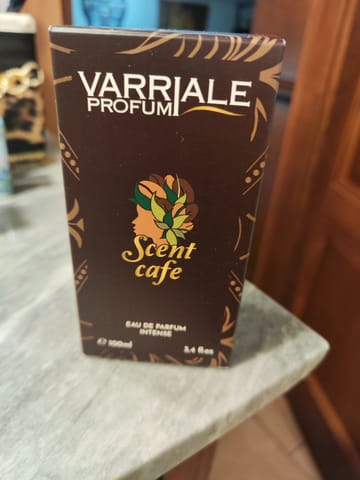 VARRIALE
PROFUMI
Scent
cafe
EAU DE PARFUM
INTENSE
℮ 100ml
3,4 fl oz